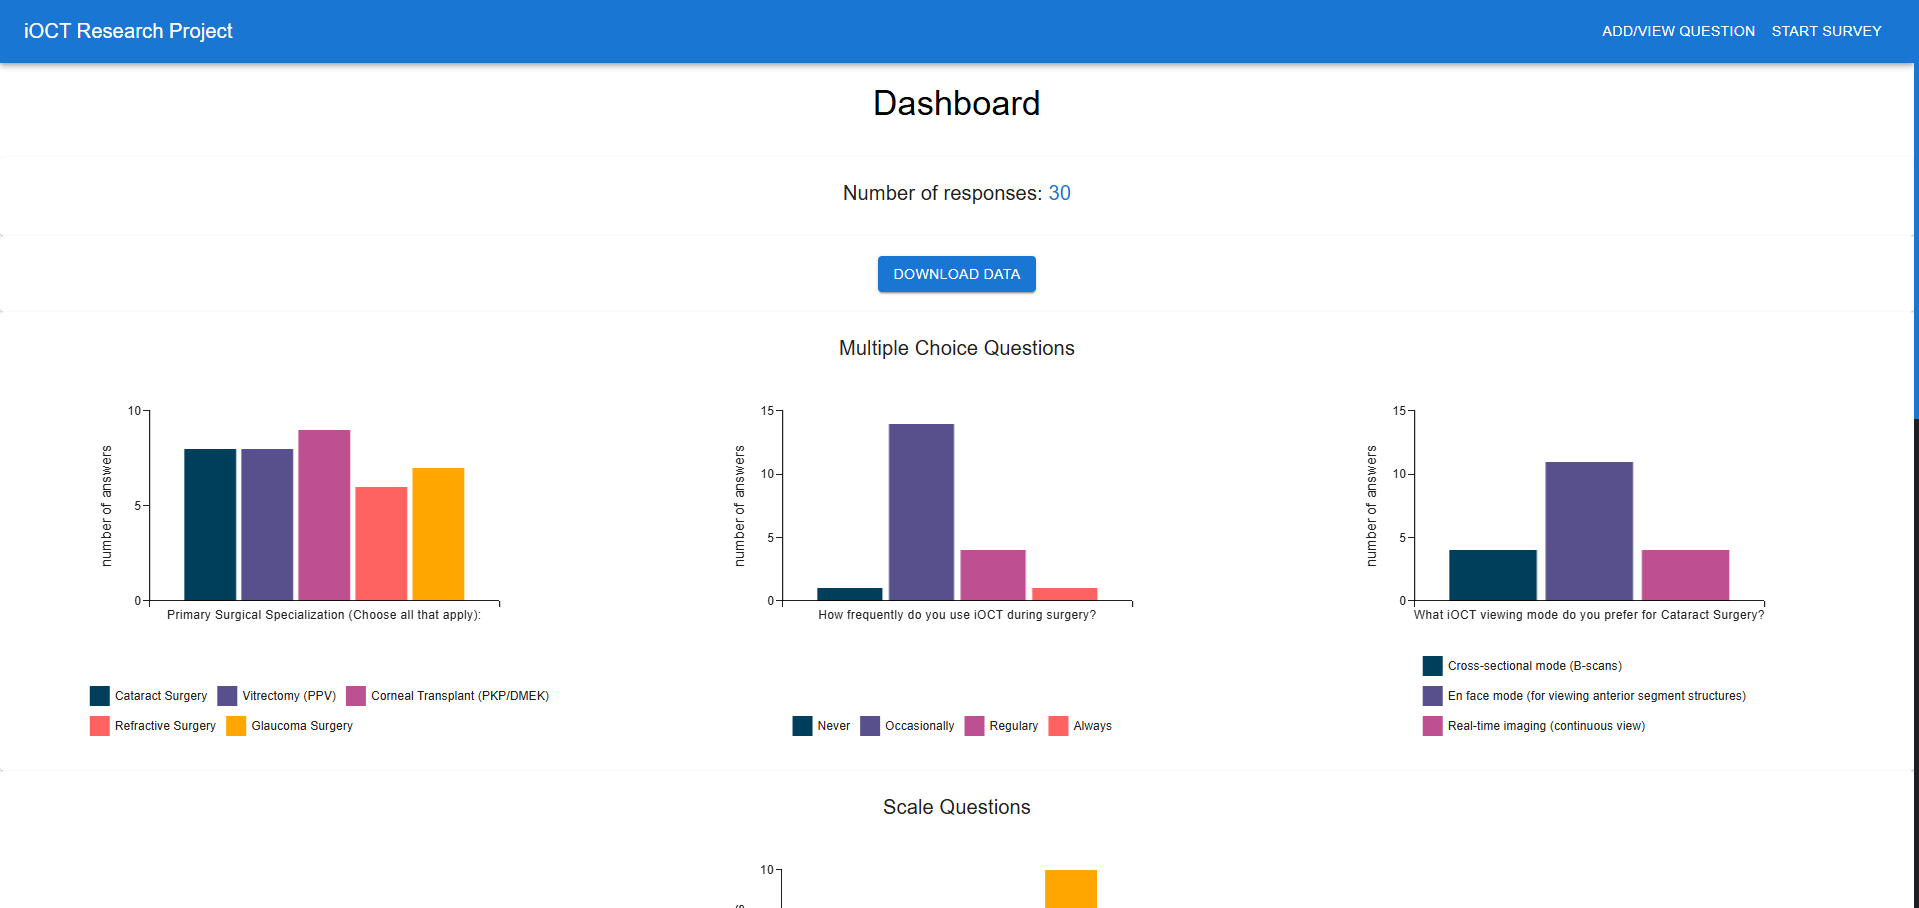 iOCT Research Project
ADD/VIEW QUESTION START SURVEY
Dashboard
Number of responses: 30
DOWNLOAD DATA
Multiple Choice Questions
10
5
0
number of answers
Primary Surgical Specialization (Choose all that apply):
Cataract Surgery Vitrectomy (PPV) Corneal Transplant (PKP/DMEK)
Refractive Surgery Glaucoma Surgery
15
10
5
0
number of answers
How frequently do you use iOCT during surgery?
Never Occasionally Regulary Always
15
10
5
0
number of answers
What iOCT viewing mode do you prefer for Cataract Surgery?
Cross-sectional mode (B-scans)
En face mode (for viewing anterior segment structures)
Real-time imaging (continuous view)
Scale Questions
10